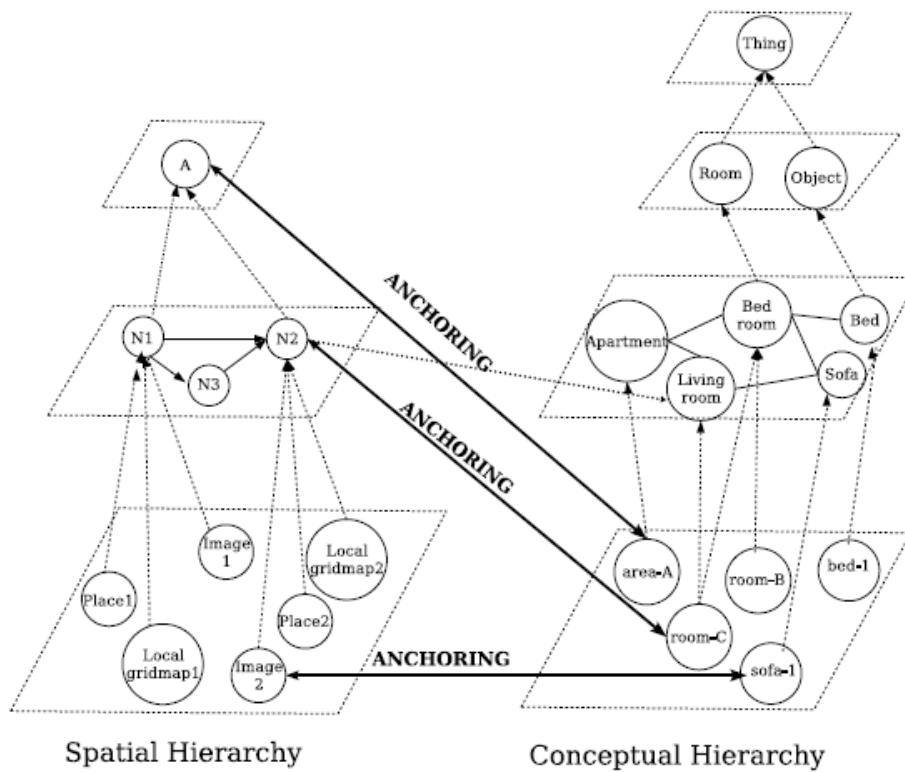 Thing
A
Room
Object
ANCHORING
N1
N2
N3
Apartment
Bed
room
Bed
Living
room
Sofa
ANCHORING
Image
1
Local
gridmap2
Place1
Place2
Local
gridmap1
Image
2
area-A
room-B
bed-1
room-C
sofa-1
ANCHORING
Spatial Hierarchy
Conceptual Hierarchy